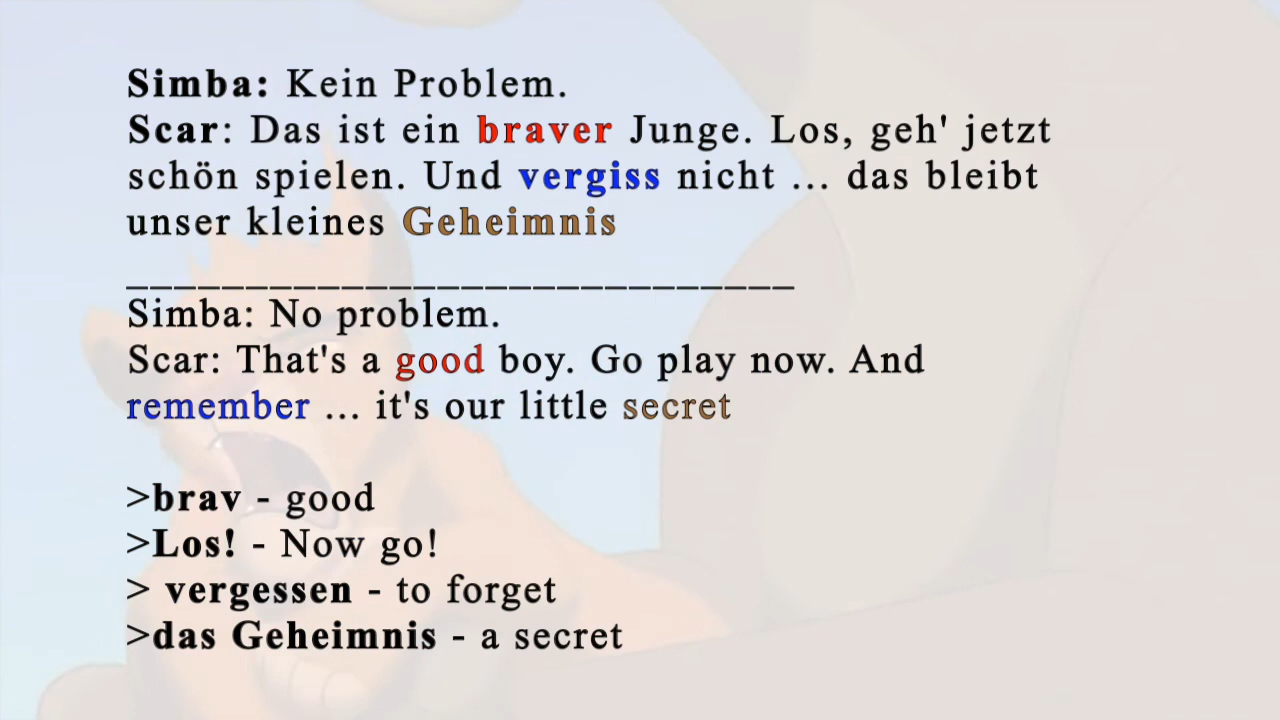 Simba: Kein Problem.
Scar: Das ist ein braver Junge. Los, geh' jetzt
schön spielen. Und vergiss nicht ... das bleibt
unser kleines Geheimnis
____________________________
Simba: No problem.
Scar: That's a good boy. Go play now. And
remember ... it's our little secret
>brav - good
>Los! - Now go!
> vergessen - to forget
>das Geheimnis - a secret